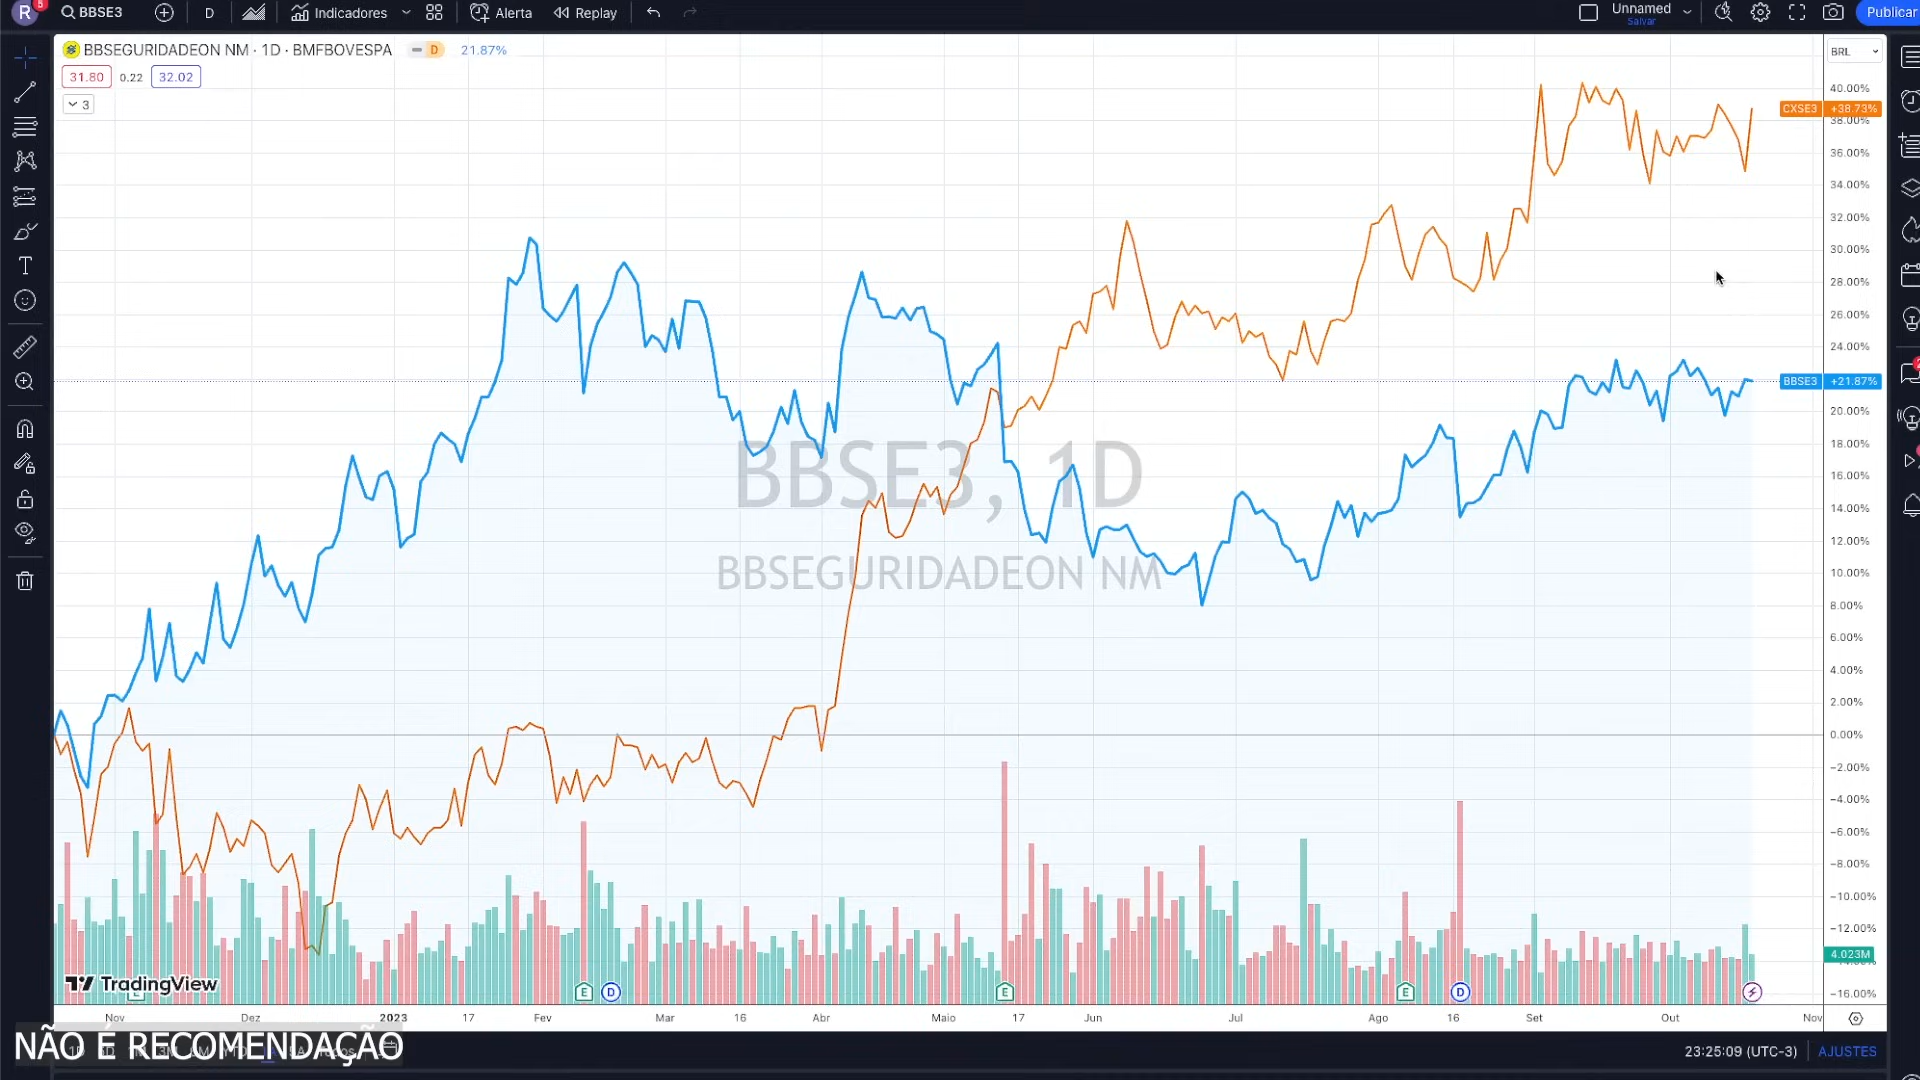 R 8 BBSE3 D Indicadores Alerta Replay Unnamed Salvar Publicar
BBSEGURIDADEON NM · 1D · BMFBOVESPA D 21.87%
31.80 0.22 32.02
3
BRL
40.00%
CXSE3 +38.73%
38.00%
36.00%
34.00%
32.00%
30.00%
28.00%
26.00%
24.00%
BBSE3 +21.87%
20.00%
18.00%
16.00%
14.00%
12.00%
10.00%
8.00%
6.00%
4.00%
2.00%
0.00%
−2.00%
−4.00%
−6.00%
−8.00%
−10.00%
−12.00%
4.023M
−16.00%
BBSE3, 1D
BBSEGURIDADEON NM
TradingView
E E D E E D
Nov Dez 2023 17 Fev Mar 16 Abr Maio 17 Jun Jul Ago 16 Set Out Nov
NÃO É RECOMENDAÇÃO
23:25:09 (UTC-3) AJUSTES